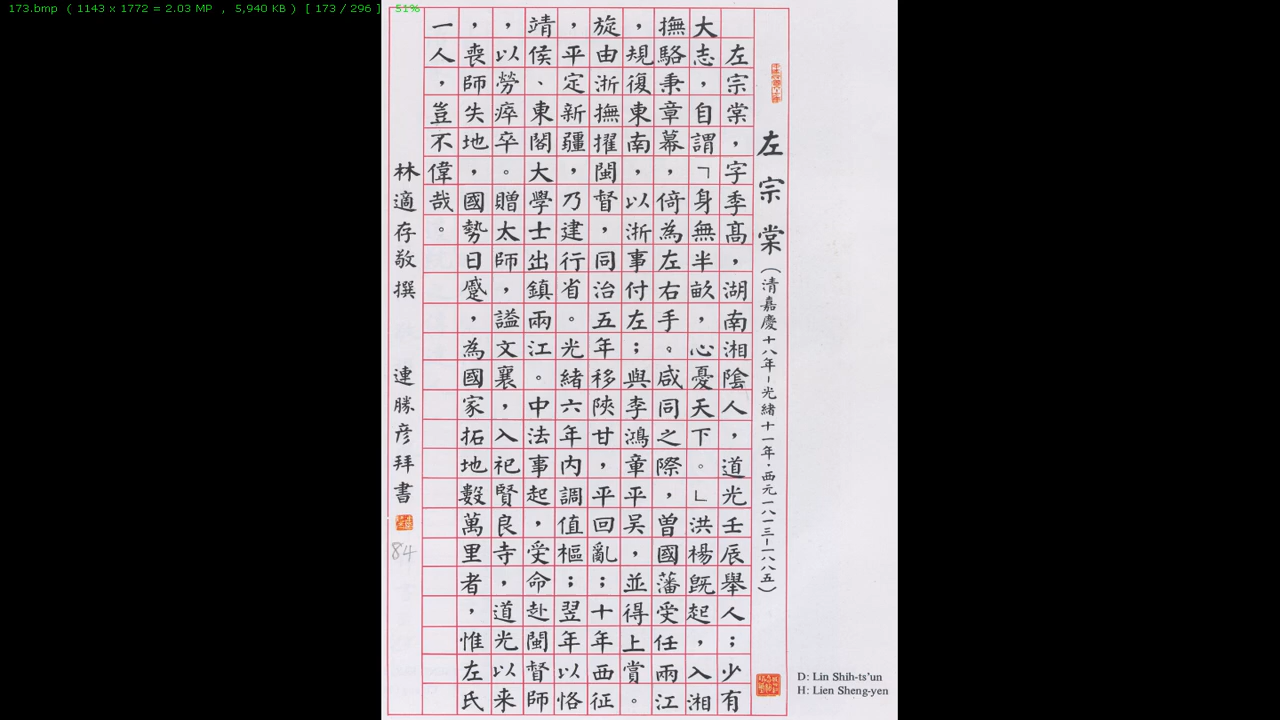 173.bmp ( 1143 x 1772 = 2.03 MP , 5,940 KB ) [ 173 / 296 ] 51%
左宗棠(清嘉慶十八年-光緒十一年·西元一八一三-一八八五)
左宗棠,字季高,湖南湘陰人,道光壬辰舉人;少有
大志,自謂「身無半畝,心憂天下。」洪楊既起,入湘
撫駱秉章幕,倚為左右手。咸同之際,曾國藩受任兩江
,規復東南,以浙事付左;與李鴻章平吴,並得上賞。
旋由浙撫擢閩督,同治五年移陝甘,平回亂;十年西征
,平定新疆,乃建行省。光緒六年內調值樞;翌年以恪
靖侯、東閣大學士出鎮兩江。中法事起,受命赴閩督師
,以勞瘁卒。贈太師,謚文襄,入祀賢良寺,道光以来
,喪師失地,國勢日蹙,為國家拓地數萬里者,惟左氏
一人,豈不偉哉。
林適存敬撰 連勝彦拜書
84
D: Lin Shih-ts'un
H: Lien Sheng-yen